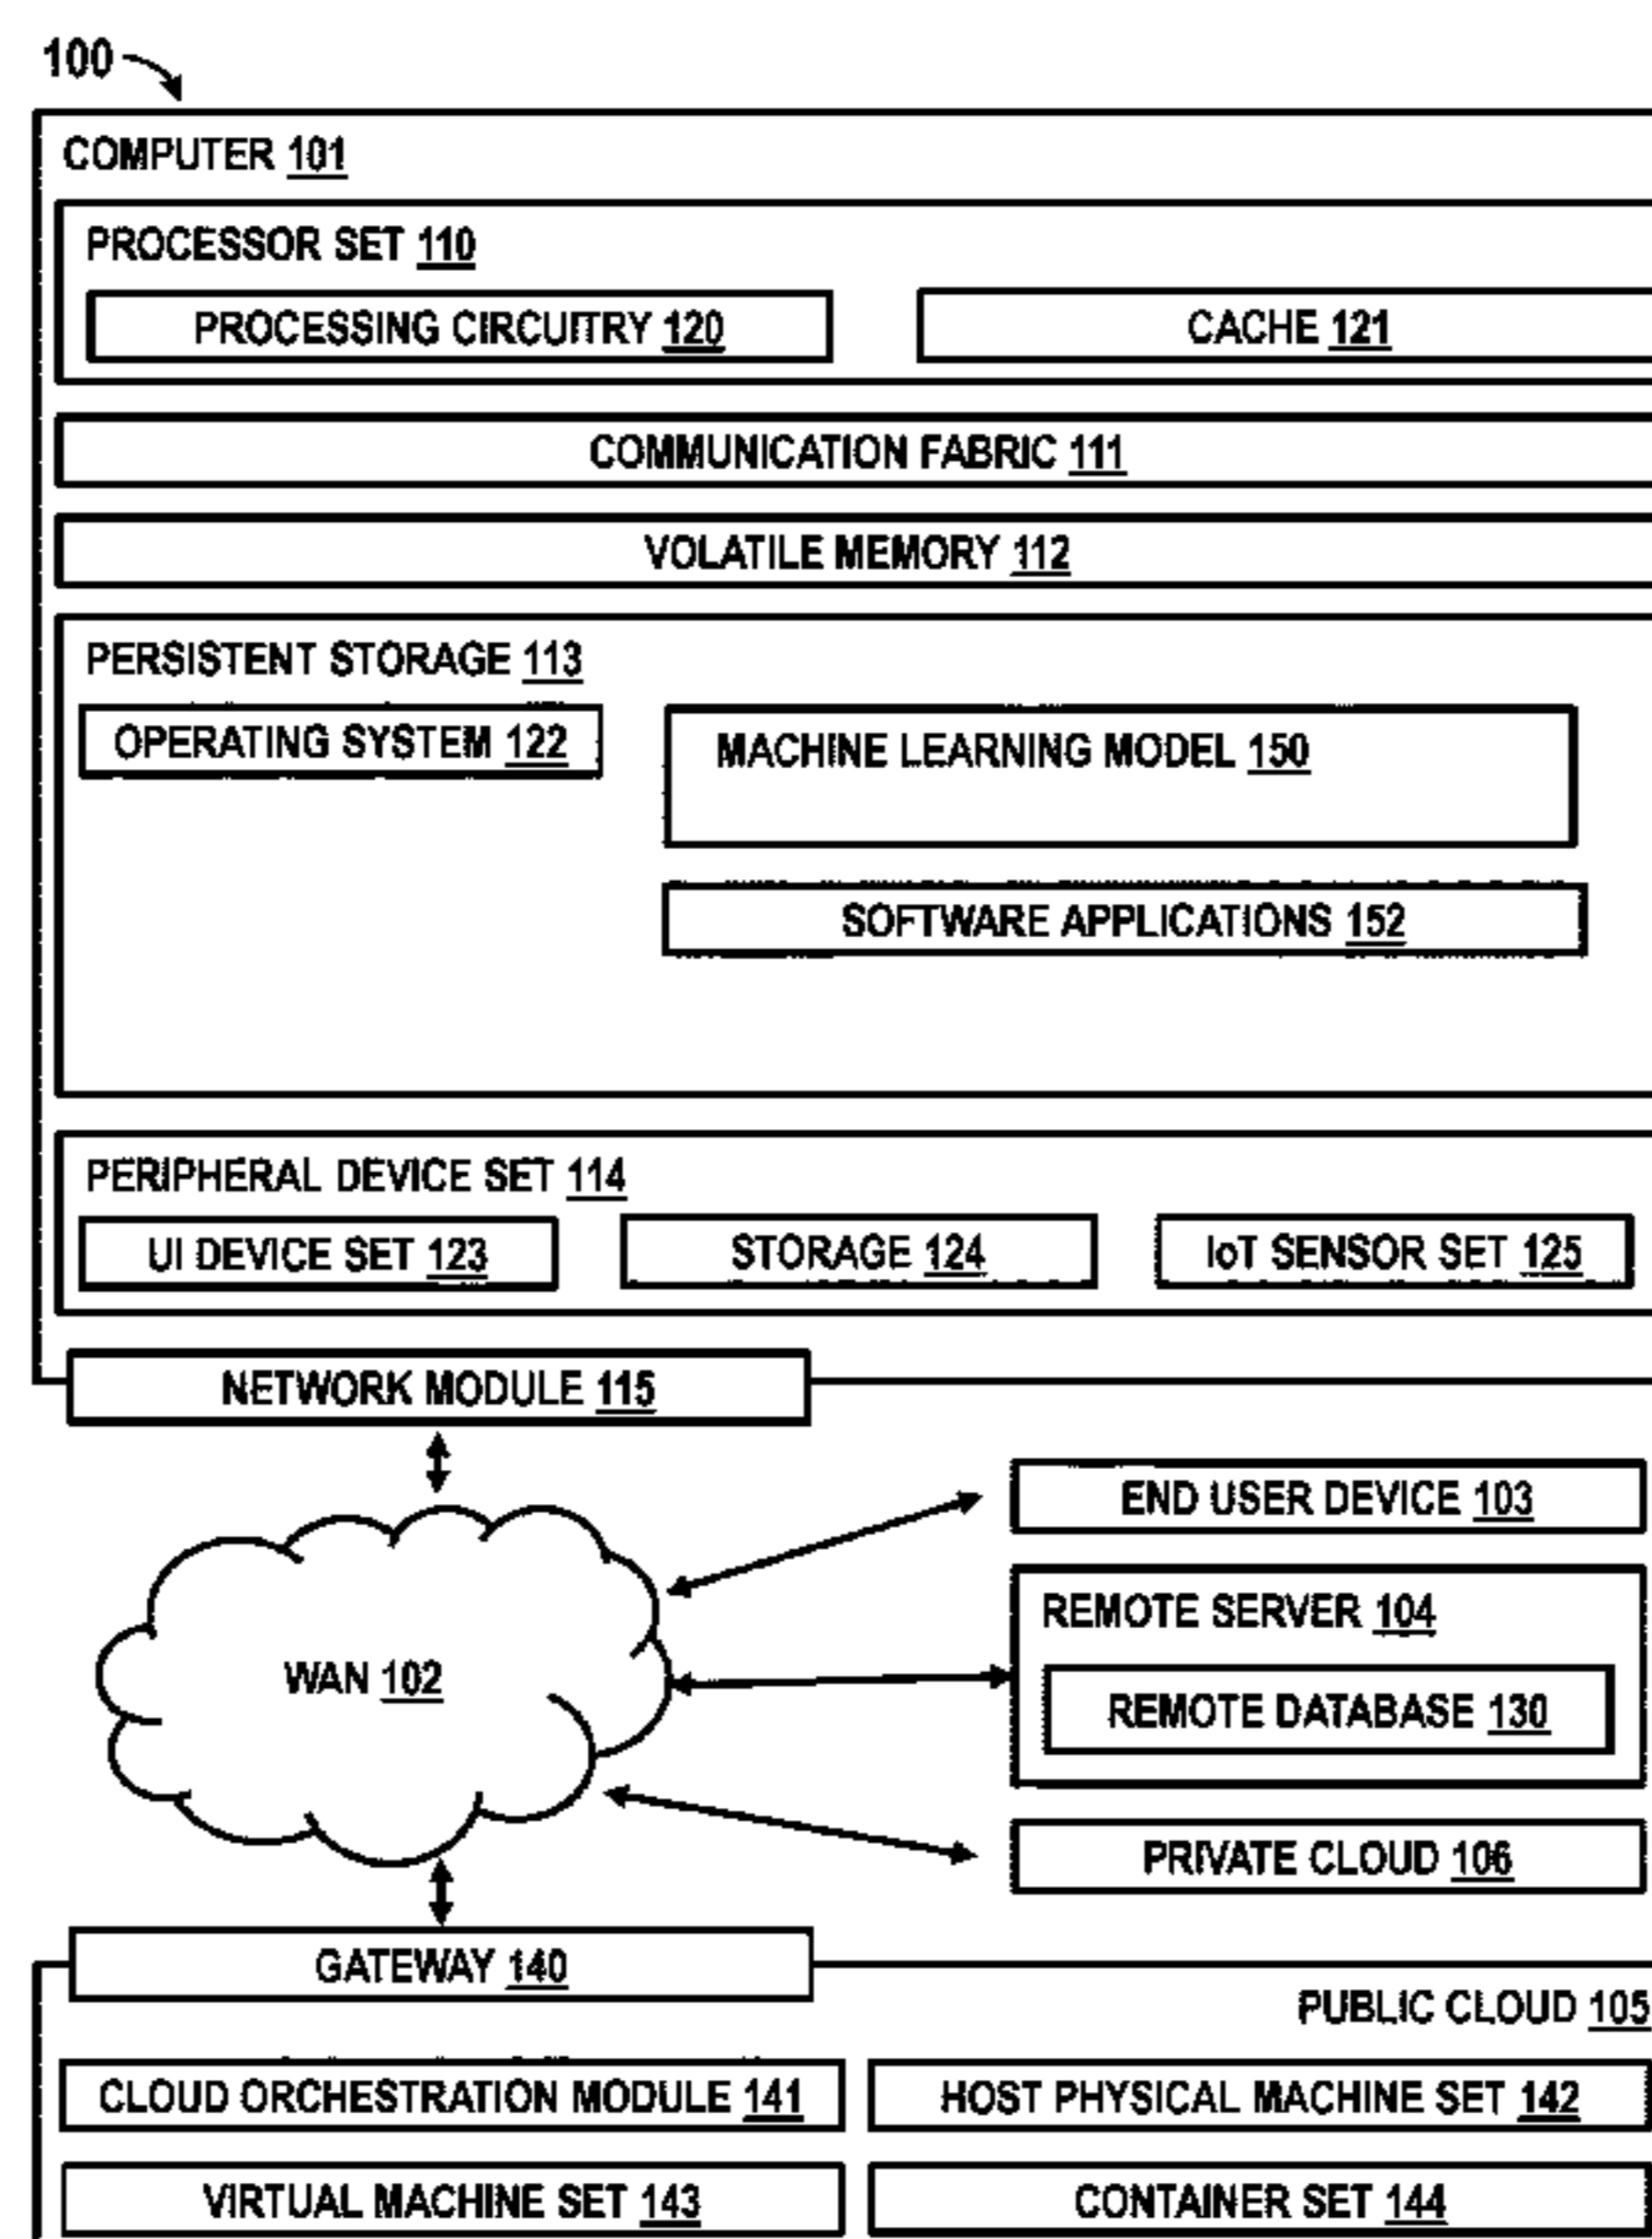 100
COMPUTER 101
PROCESSOR SET 110
PROCESSING CIRCUITRY 120
CACHE 121
COMMUNICATION FABRIC 111
VOLATILE MEMORY 112
PERSISTENT STORAGE 113
OPERATING SYSTEM 122
MACHINE LEARNING MODEL 150
SOFTWARE APPLICATIONS 152
PERIPHERAL DEVICE SET 114
UI DEVICE SET 123
STORAGE 124
IoT SENSOR SET 125
NETWORK MODULE 115
END USER DEVICE 103
REMOTE SERVER 104
WAN 102
REMOTE DATABASE 130
PRIVATE CLOUD 106
GATEWAY 140
PUBLIC CLOUD 105
CLOUD ORCHESTRATION MODULE 141
HOST PHYSICAL MACHINE SET 142
VIRTUAL MACHINE SET 143
CONTAINER SET 144